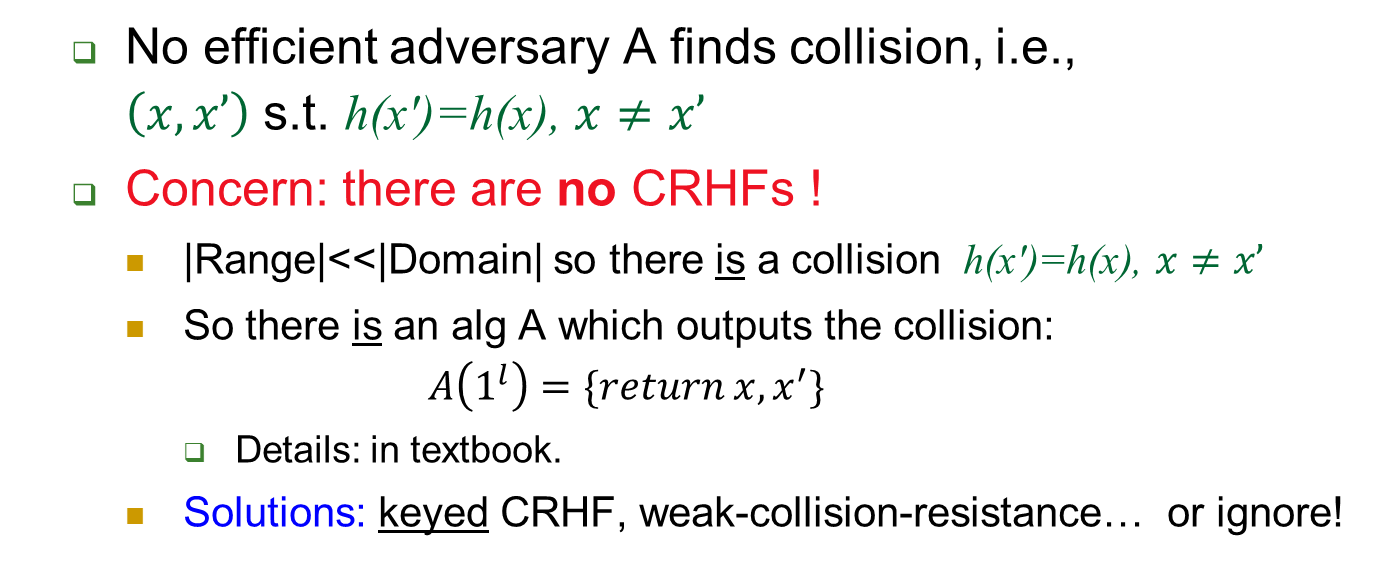 No efficient adversary A finds collision, i.e.,
(x, x’) s.t. h(x')=h(x), x ≠ x’
Concern: there are no CRHFs !
|Range|<<|Domain| so there is a collision h(x')=h(x), x ≠ x’
So there is an alg A which outputs the collision:
A(1^l) = {return x, x′}
Details: in textbook.
Solutions: keyed CRHF, weak-collision-resistance… or ignore!